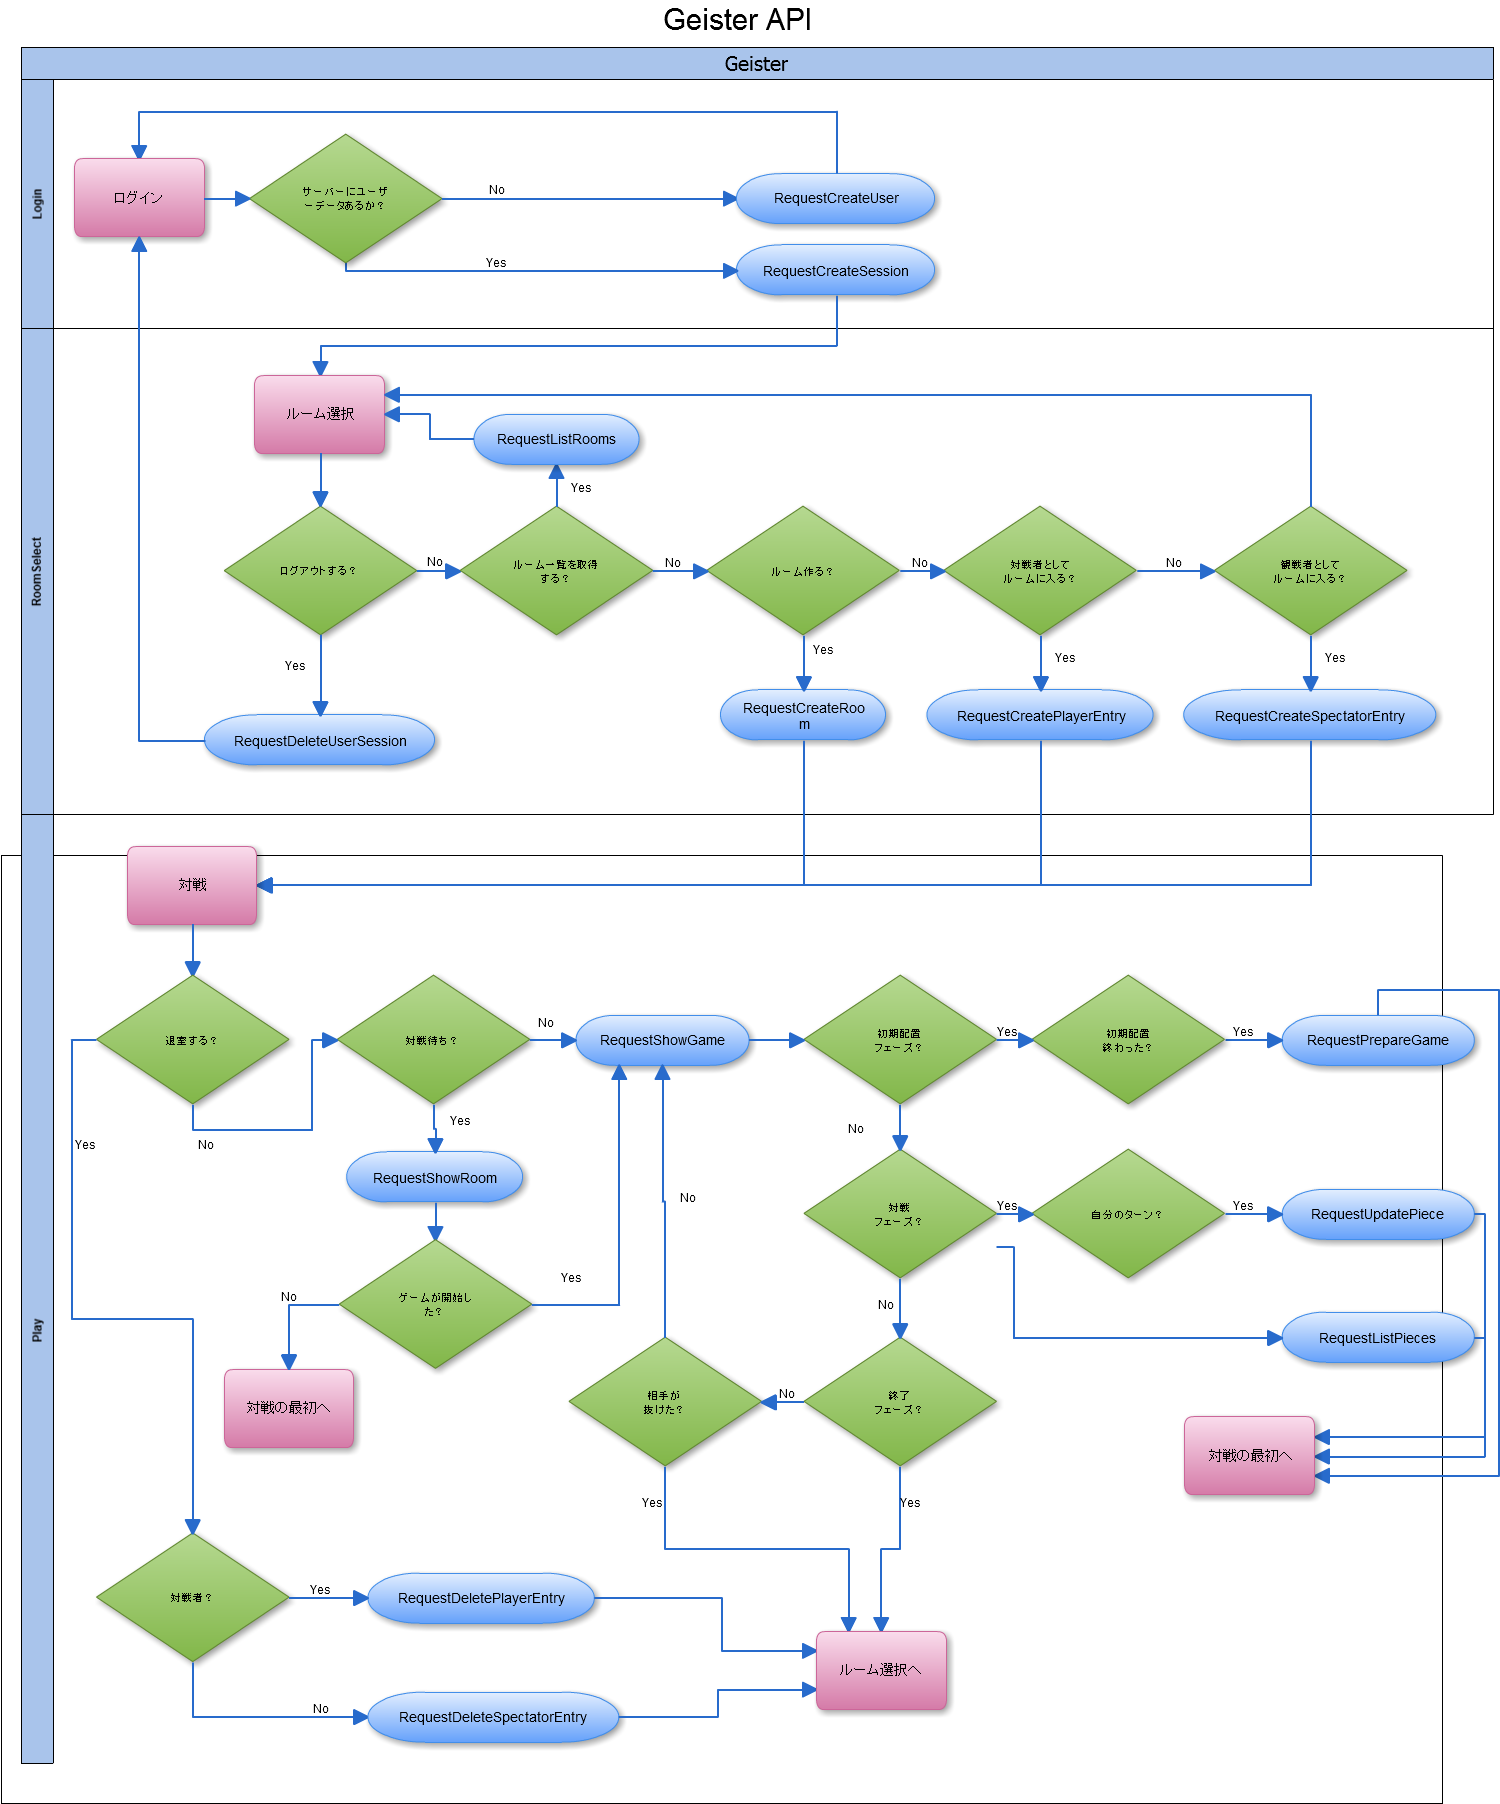 Geister API
Geister
Login
ログイン
サーバーにユーザ
ーデータあるか?
No
RequestCreateUser
Yes
RequestCreateSession
RoomSelect
ルーム選択
RequestListRooms
Yes
ログアウトする?
No
ルーム一覧を取得
する?
No
ルーム作る?
No
対戦者として
ルームに入る?
No
観戦者として
ルームに入る?
Yes
Yes
Yes
Yes
RequestDeleteUserSession
RequestCreateRoo
m
RequestCreatePlayerEntry
RequestCreateSpectatorEntry
Play
対戦
退室する?
No
対戦待ち?
No
RequestShowGame
初期配置
フェーズ?
Yes
初期配置
終わった?
Yes
RequestPrepareGame
Yes
Yes
No
RequestShowRoom
No
対戦
フェーズ?
Yes
自分のターン?
Yes
RequestUpdatePiece
ゲームが開始し
た?
Yes
No
No
No
RequestListPieces
対戦の最初へ
相手が
抜けた?
No
終了
フェーズ?
対戦の最初へ
Yes
Yes
対戦者?
Yes
RequestDeletePlayerEntry
No
RequestDeleteSpectatorEntry
ルーム選択へ